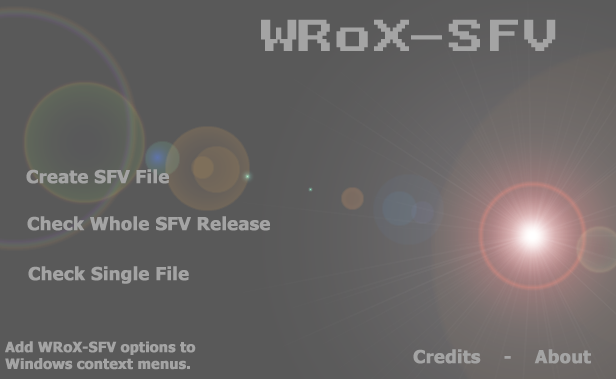 WRoX-SFV
Create SFV File
Check Whole SFV Release
Check Single File
Add WRoX-SFV options to
Windows context menus.
Credits - About